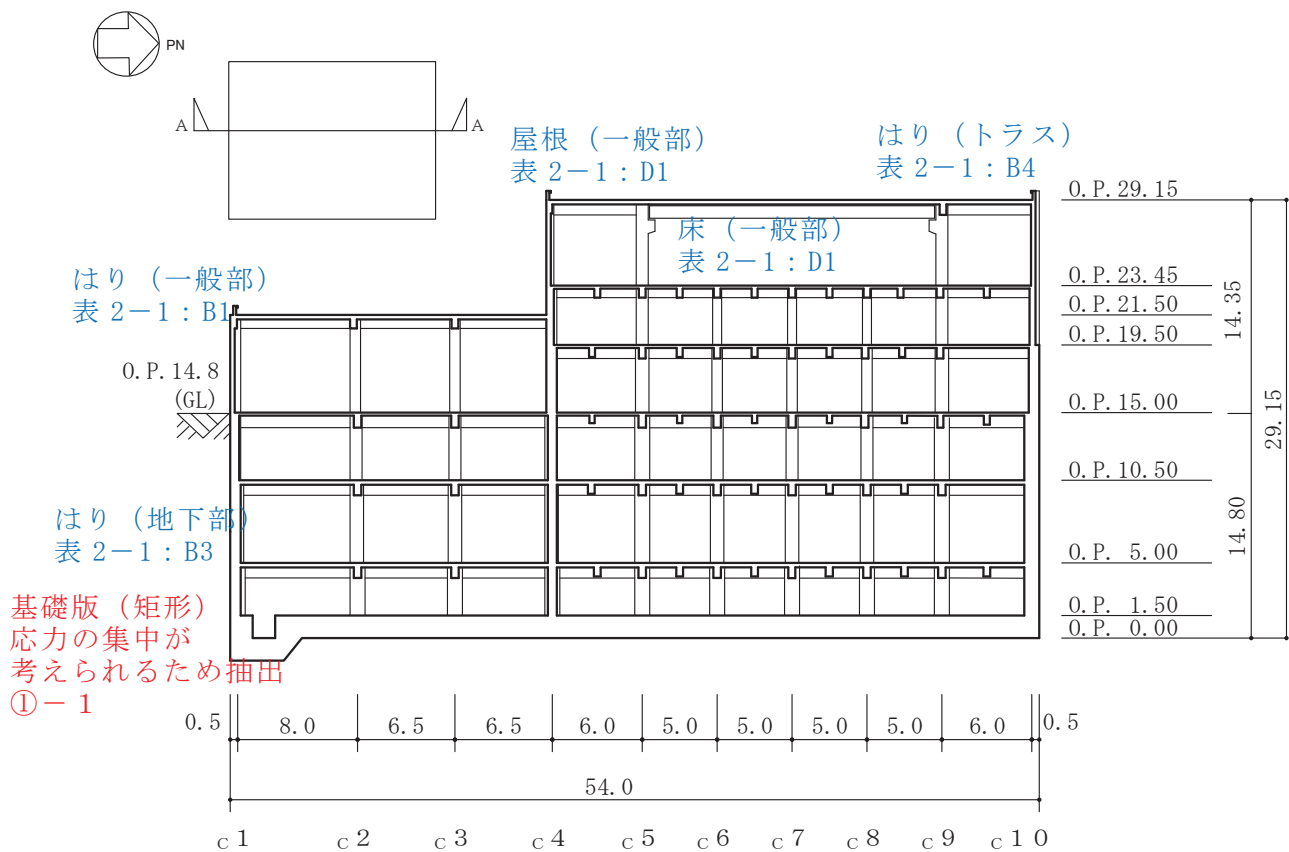 PN
A
A
屋根（一般部）
表 2－1：D1
はり（トラス）
表 2－1：B4
床（一般部）
表 2－1：D1
はり（一般部）
表 2－1：B1
O.P.14.8
(GL)
はり（地下部）
表 2－1：B3
基礎版（矩形）
応力の集中が
考えられるため抽出
①－１
O.P.29.15
O.P.23.45
O.P.21.50
O.P.19.50
O.P.15.00
O.P.10.50
O.P. 5.00
O.P. 1.50
O.P. 0.00
14.35
14.80
29.15
0.5
8.0
6.5
6.5
6.0
5.0
5.0
5.0
5.0
6.0
0.5
54.0
c１
c２
c３
c４
c５
c６
c７
c８
c９
c１０